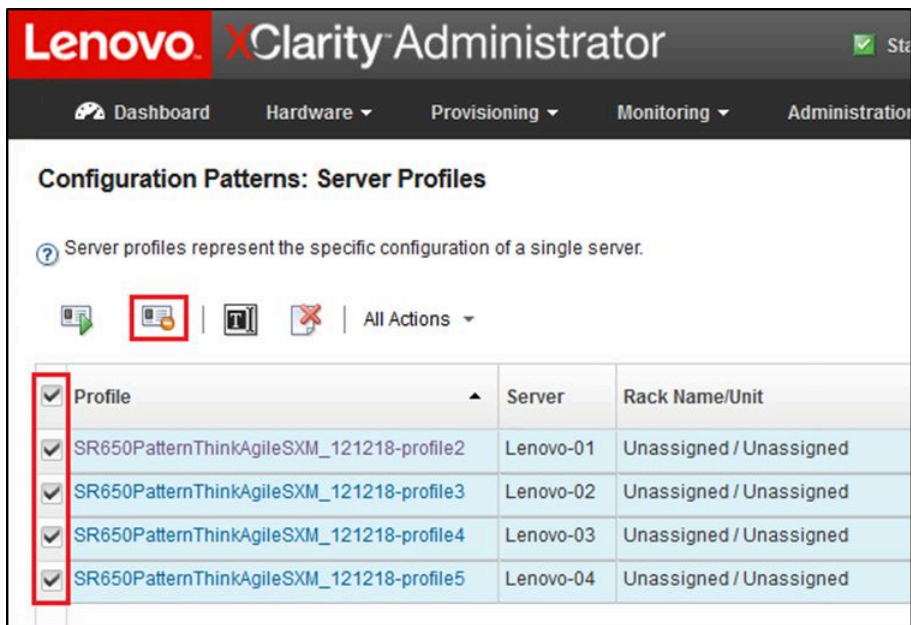 Lenovo. XClarity Administrator Sta
Dashboard Hardware Provisioning Monitoring Administration
Configuration Patterns: Server Profiles
? Server profiles represent the specific configuration of a single server.
T All Actions
Profile Server Rack Name/Unit
SR650PatternThinkAgileSXM_121218-profile2 Lenovo-01 Unassigned / Unassigned
SR650PatternThinkAgileSXM_121218-profile3 Lenovo-02 Unassigned / Unassigned
SR650PatternThinkAgileSXM_121218-profile4 Lenovo-03 Unassigned / Unassigned
SR650PatternThinkAgileSXM_121218-profile5 Lenovo-04 Unassigned / Unassigned